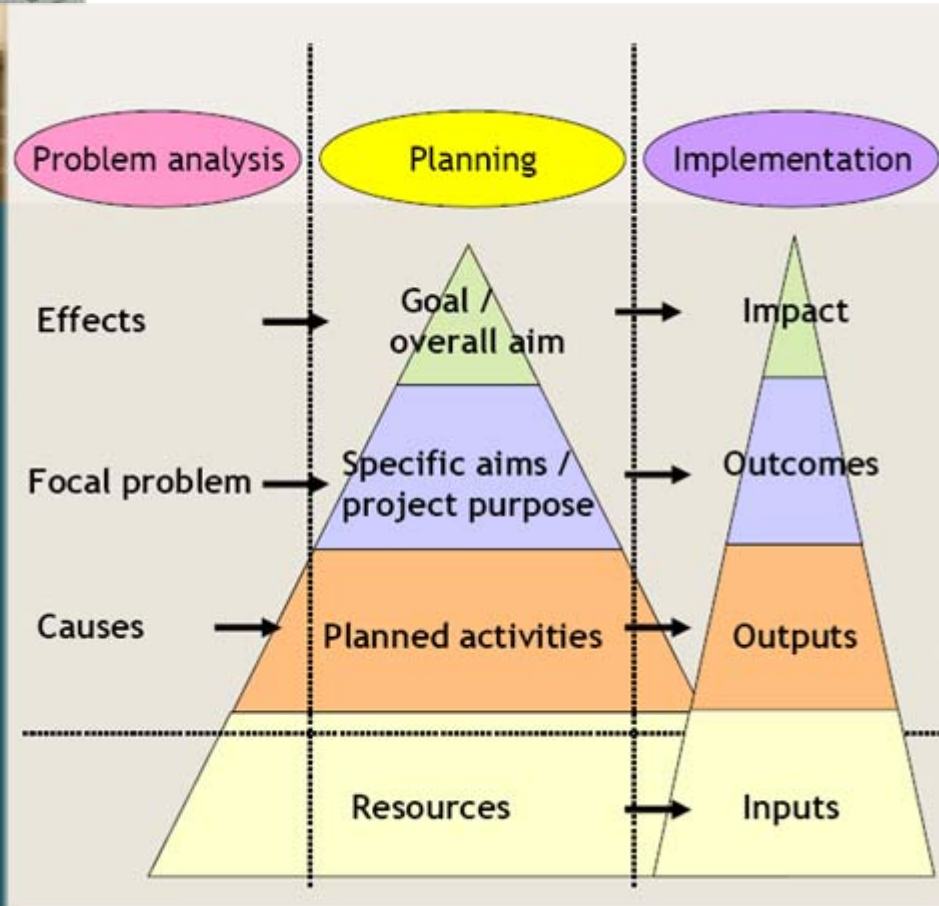 Problem analysis
Planning
Implementation
Effects
Goal /
overall aim
Impact
Focal problem
Specific aims /
project purpose
Outcomes
Causes
Planned activities
Outputs
Resources
Inputs